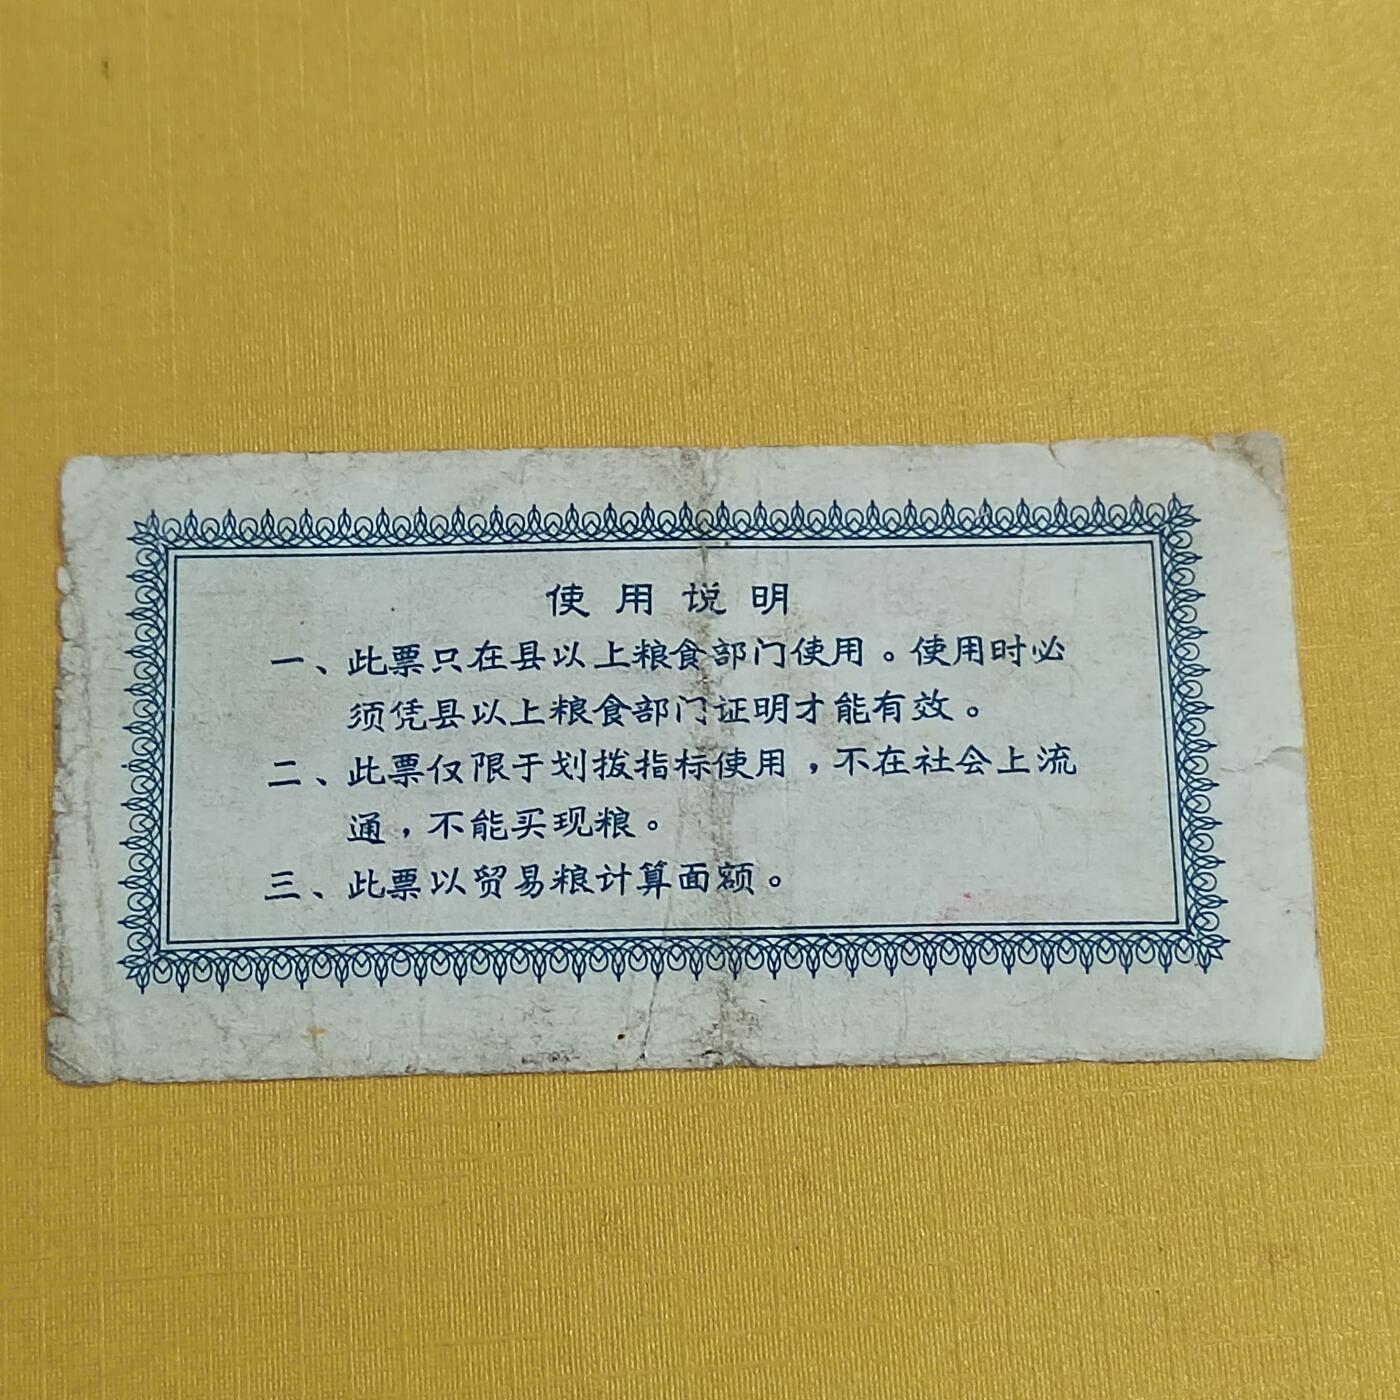 使用说明
一、此票只在县以上粮食部门使用。使用时必
须凭县以上粮食部门证明才能有效。
二、此票仅限于划拨指标使用，不在社会上流
通，不能买现粮。
三、此票以贸易粮计算面额。